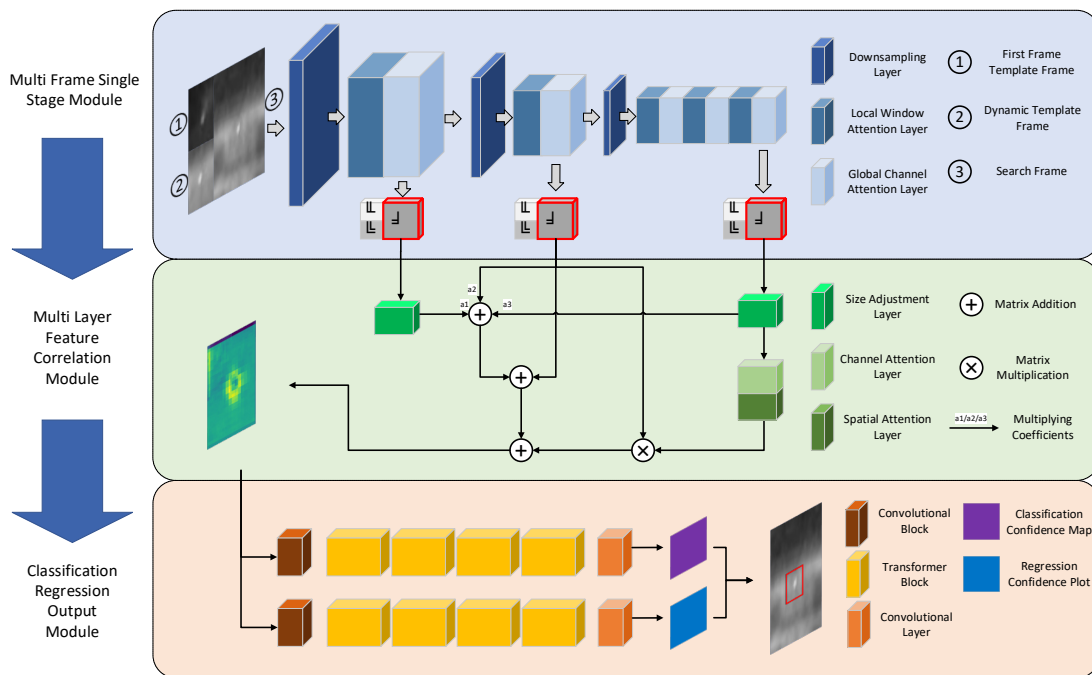 Multi Frame Single
Stage Module
①
②
③
Downsampling
Layer
①
First Frame
Template Frame
Local Window
Attention Layer
②
Dynamic Template
Frame
Global Channel
Attention Layer
③
Search Frame
Multi Layer
Feature
Correlation
Module
a1
a2
a3
Size Adjustment
Layer
Matrix Addition
Channel Attention
Layer
Matrix
Multiplication
Spatial Attention
Layer
a1/a2/a3
Multiplying
Coefficients
Classification
Regression
Output
Module
Convolutional
Block
Classification
Confidence Map
Transformer
Block
Regression
Confidence Plot
Convolutional
Layer